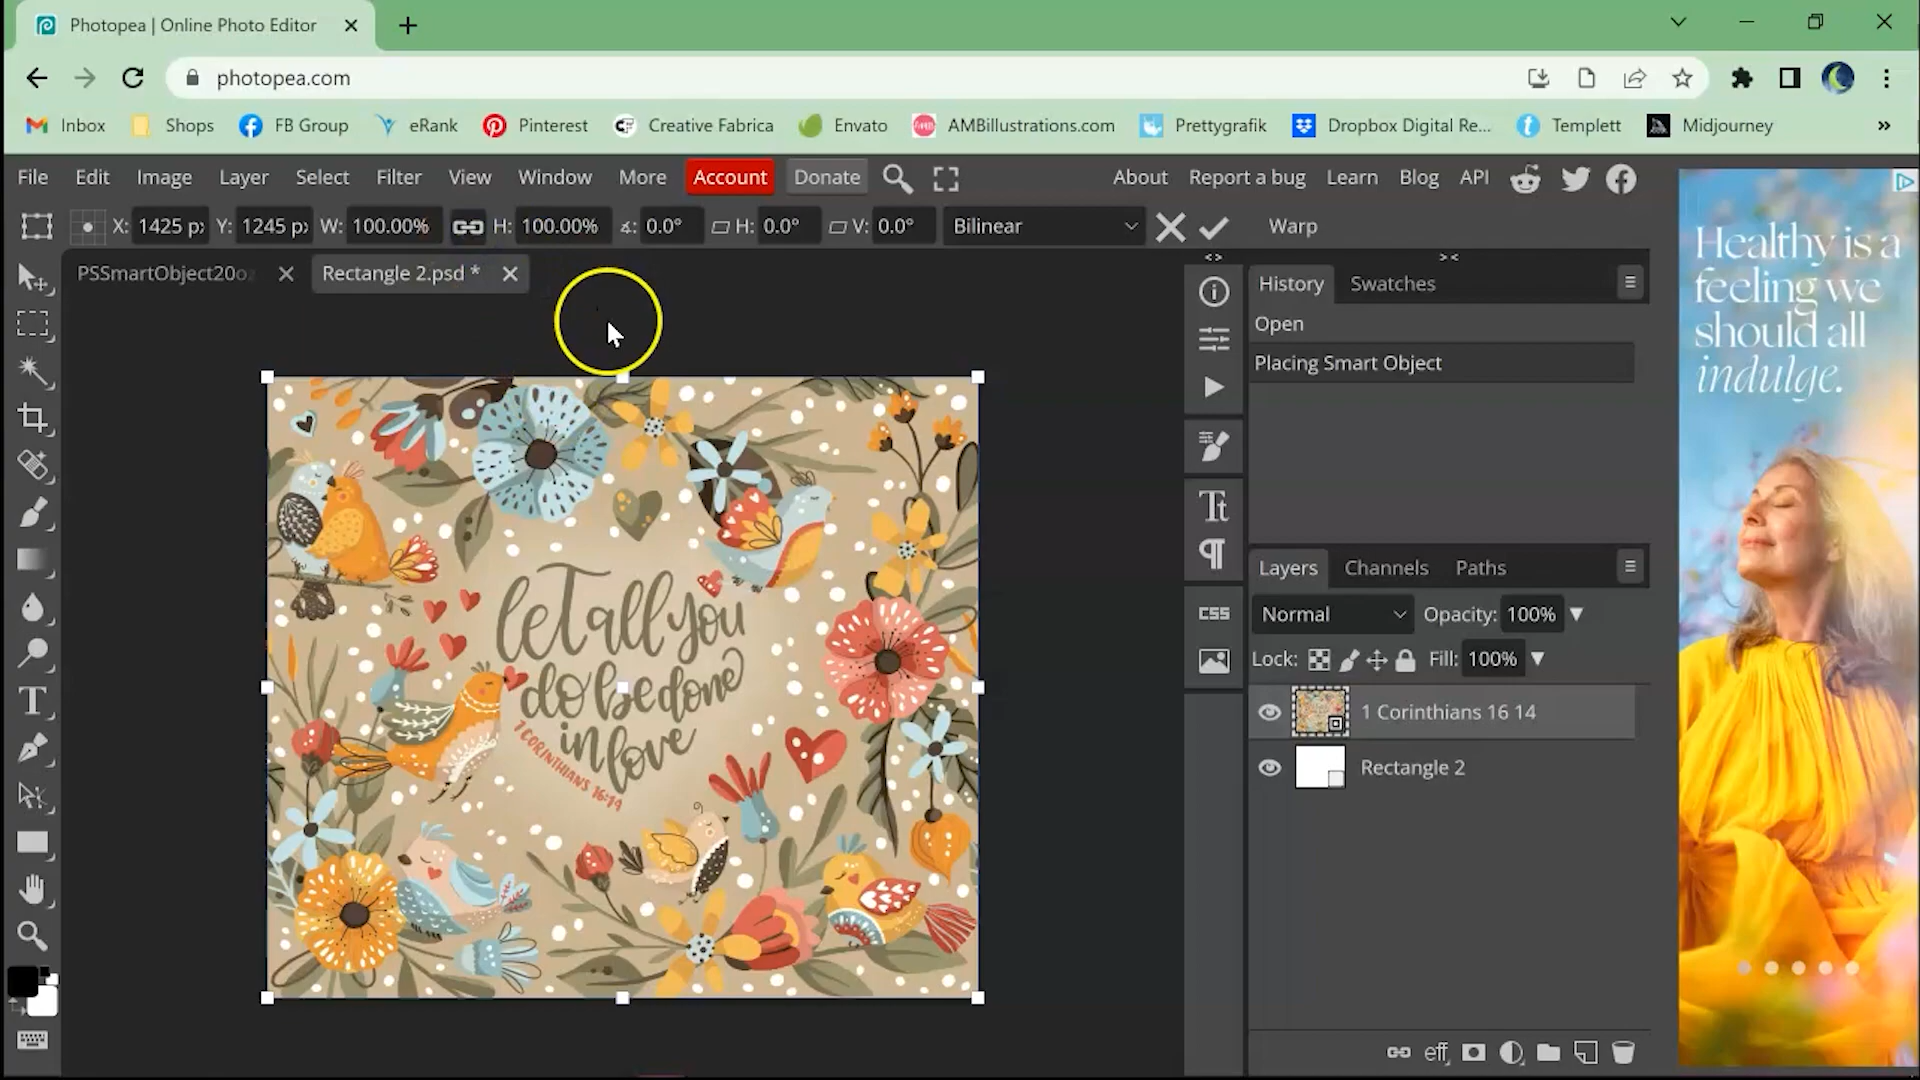 Photopea | Online Photo Editor
photopea.com
Inbox Shops FB Group eRank Pinterest Creative Fabrica Envato AMBillustrations.com Prettygrafik Dropbox Digital Re... Templett Midjourney »
File Edit Image Layer Select Filter View Window More Account Donate About Report a bug Learn Blog API
X: 1425 px Y: 1245 px W: 100.00% H: 100.00% 0.0° H: 0.0° V: 0.0° Bilinear Warp
PSSmartObject20oz Rectangle 2.psd *
History Swatches
Open
Placing Smart Object
Layers Channels Paths
Normal Opacity: 100%
Lock: Fill: 100%
1 Corinthians 16 14
Rectangle 2
CSS
eff
let all you
do be done
in love
1 CORINTHIANS 16:14
Healthy is a
feeling we
should all
indulge.